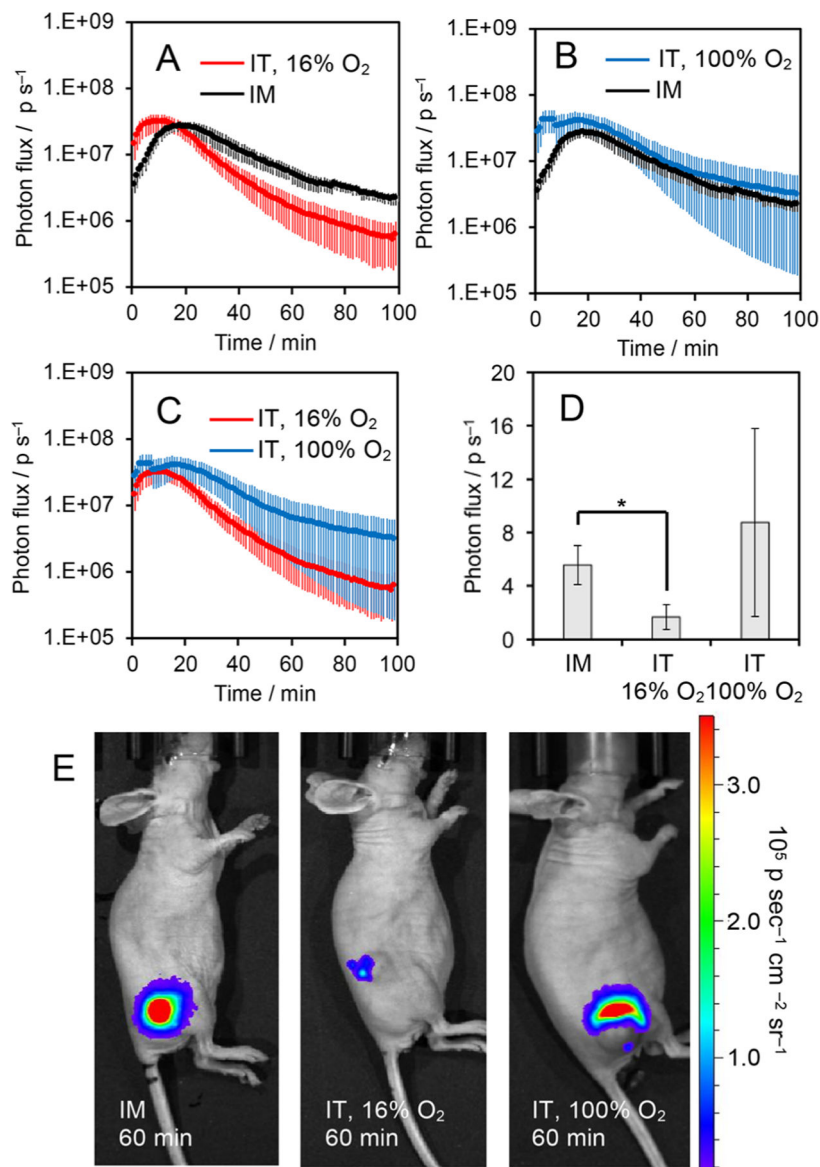 A
IT, 16% O₂
IM
1.E+09
1.E+08
1.E+07
1.E+06
1.E+05
Photon flux / p s⁻¹
0 20 40 60 80 100
Time / min
B
IT, 100% O₂
IM
1.E+09
1.E+08
1.E+07
1.E+06
1.E+05
Photon flux / p s⁻¹
0 20 40 60 80 100
Time / min
C
IT, 16% O₂
IT, 100% O₂
1.E+09
1.E+08
1.E+07
1.E+06
1.E+05
Photon flux / p s⁻¹
0 20 40 60 80 100
Time / min
D
*
20
16
12
8
4
0
Photon flux / p s⁻¹
IM IT IT
16% O₂ 100% O₂
E
IM
60 min
IT, 16% O₂
60 min
IT, 100% O₂
60 min
3.0
2.0
1.0
10⁵ p sec⁻¹ cm⁻² sr⁻¹